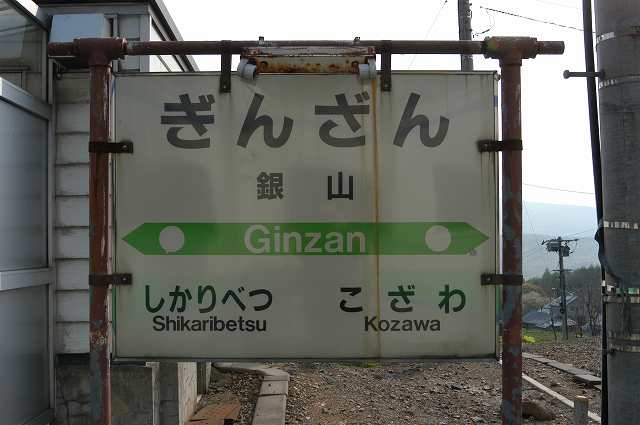 ぎんざん
銀山
Ginzan
しかりべつ こざわ
Shikaribetsu Kozawa